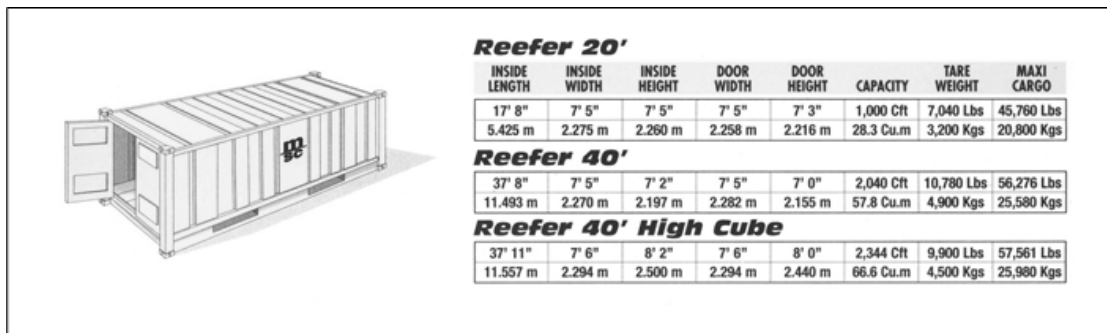 Reefer 20'
INSIDE LENGTH INSIDE WIDTH INSIDE HEIGHT DOOR WIDTH DOOR HEIGHT CAPACITY TARE WEIGHT MAXI CARGO
17' 8" 7' 5" 7' 5" 7' 5" 7' 3" 1,000 Cft 7,040 Lbs 45,760 Lbs
5.425 m 2.275 m 2.260 m 2.258 m 2.216 m 28.3 Cu.m 3,200 Kgs 20,800 Kgs
m
sc
Reefer 40'
37' 8" 7' 5" 7' 2" 7' 5" 7' 0" 2,040 Cft 10,780 Lbs 56,276 Lbs
11.493 m 2.270 m 2.197 m 2.282 m 2.155 m 57.8 Cu.m 4,900 Kgs 25,580 Kgs
Reefer 40' High Cube
37' 11" 7' 6" 8' 2" 7' 6" 8' 0" 2,344 Cft 9,900 Lbs 57,561 Lbs
11.557 m 2.294 m 2.500 m 2.294 m 2.440 m 66.6 Cu.m 4,500 Kgs 25,980 Kgs